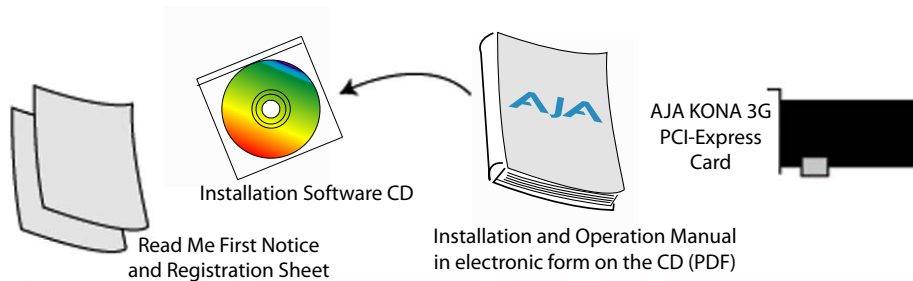 AJA
AJA KONA 3G
PCI-Express
Card
Installation Software CD
Read Me First Notice
and Registration Sheet
Installation and Operation Manual
in electronic form on the CD (PDF)